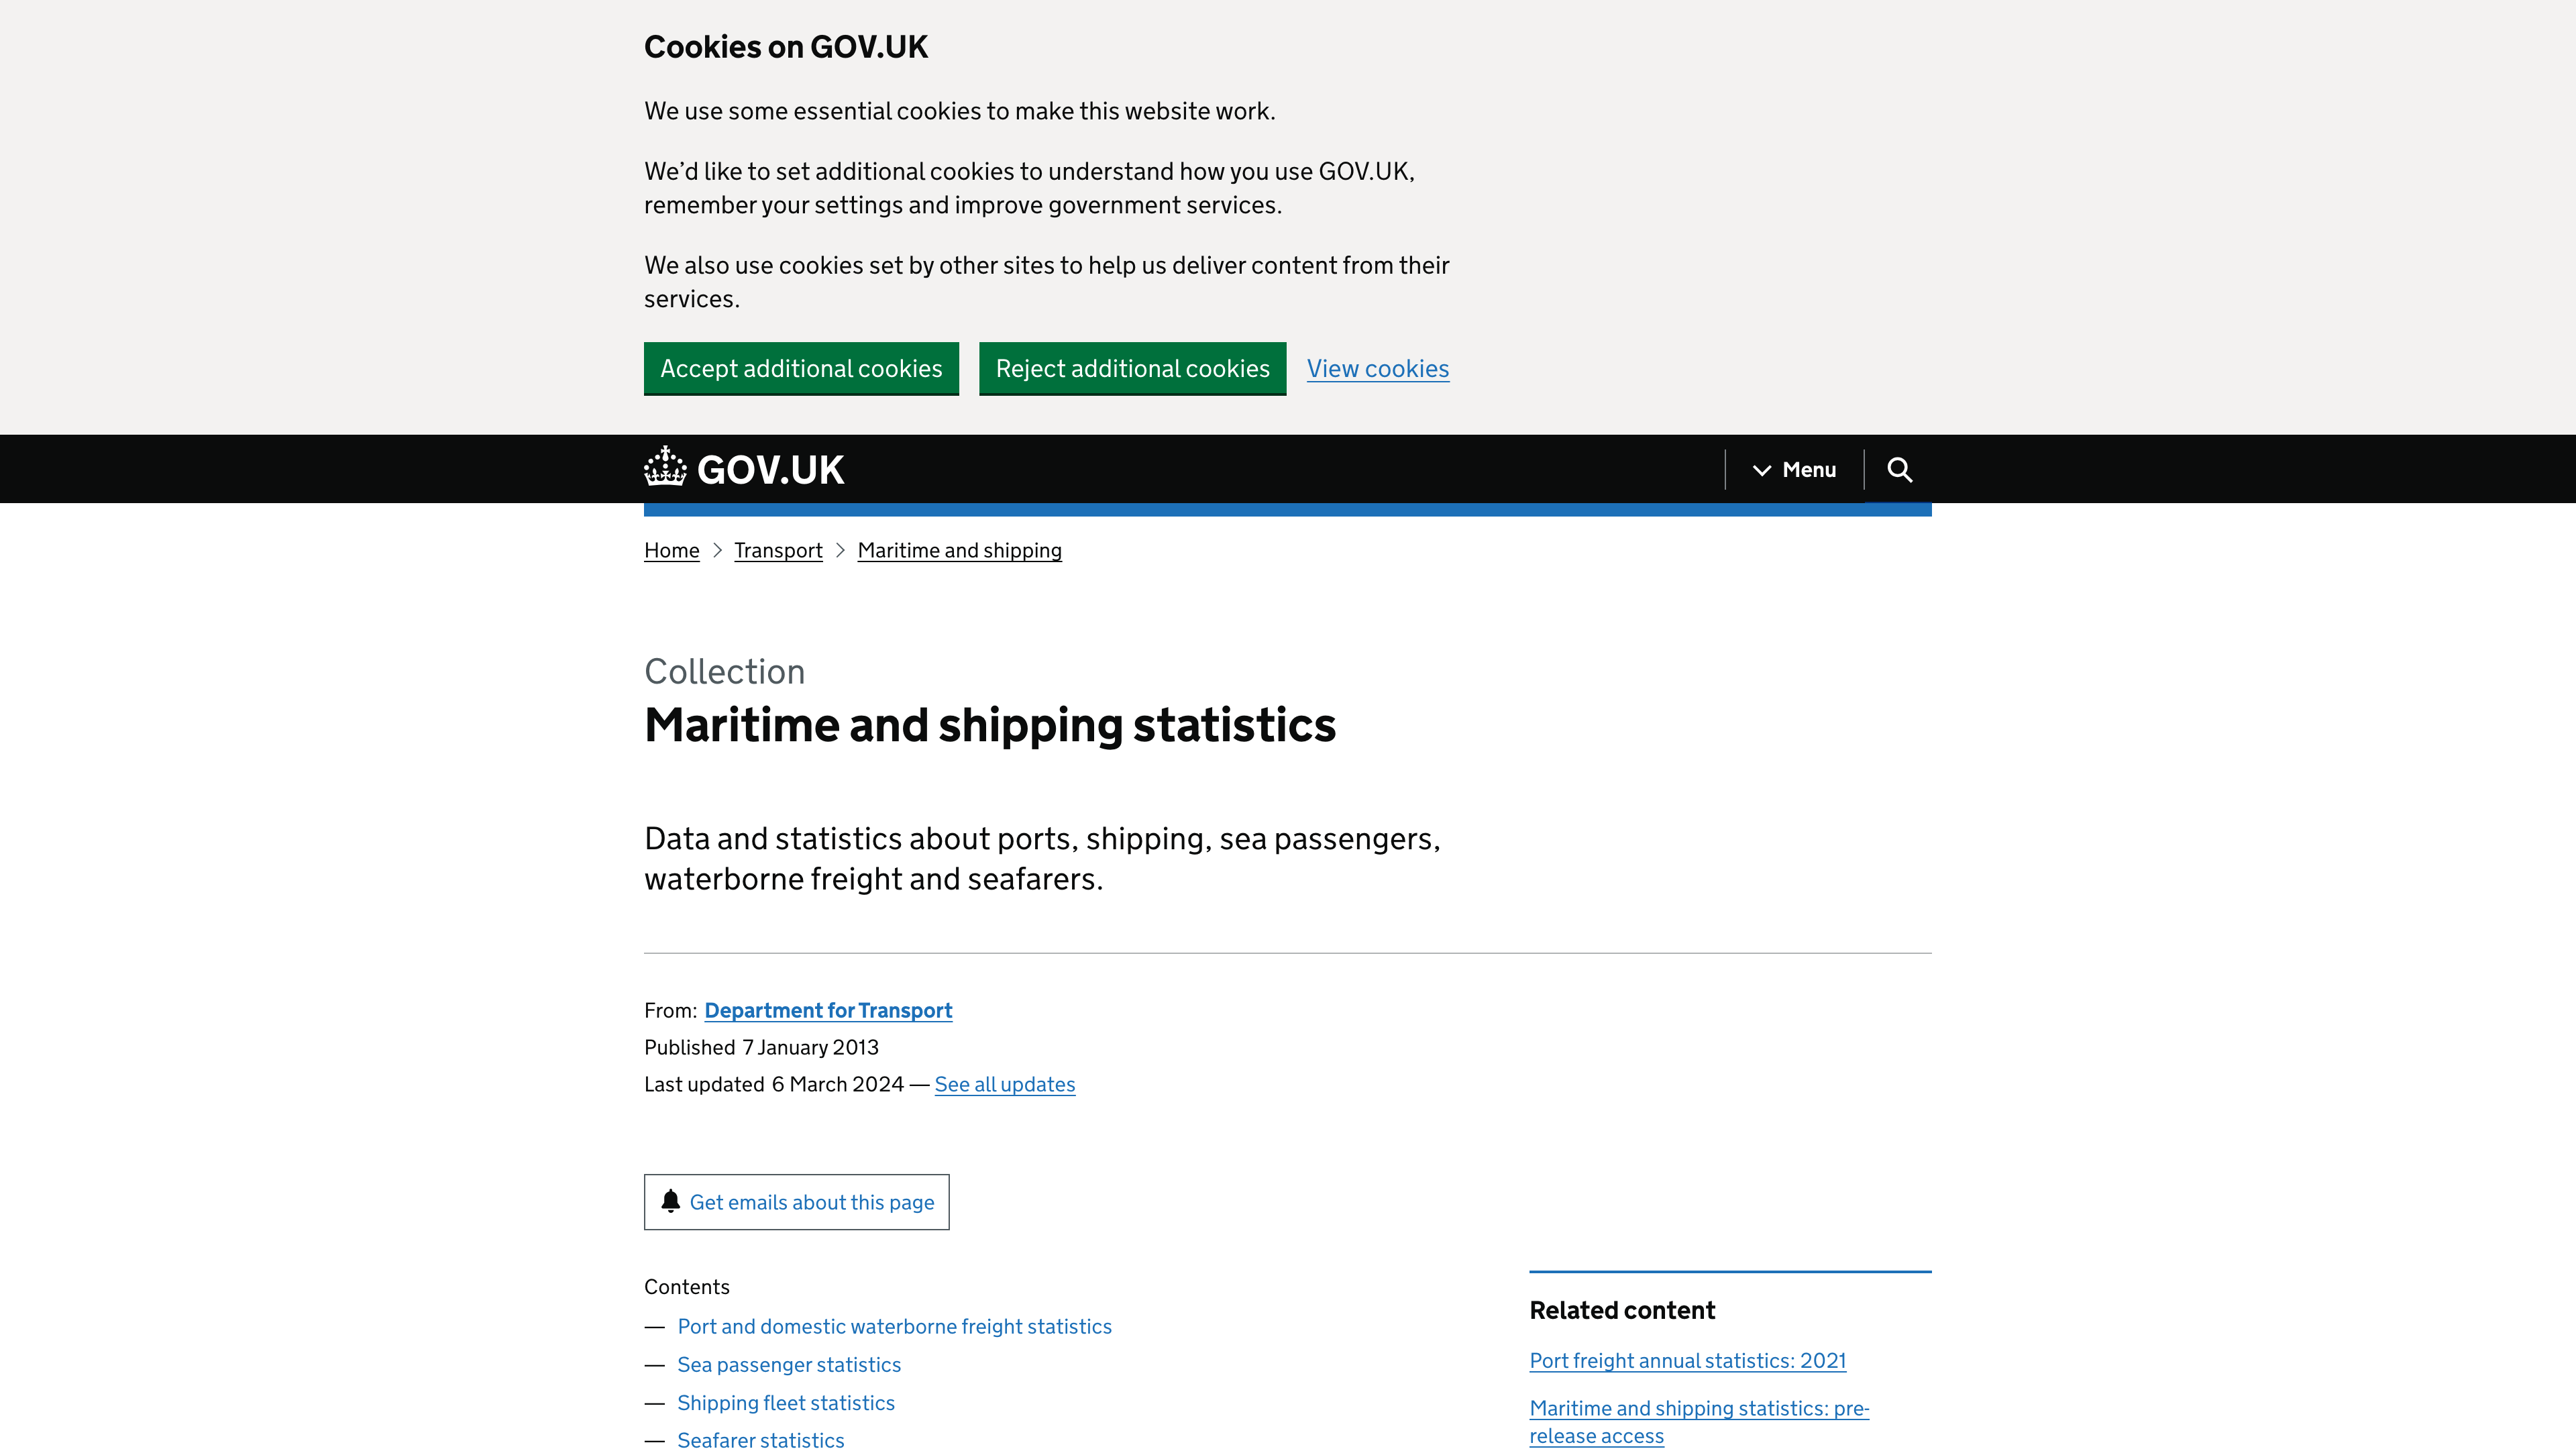 Cookies on GOV.UK
We use some essential cookies to make this website work.
We’d like to set additional cookies to understand how you use GOV.UK,
remember your settings and improve government services.
We also use cookies set by other sites to help us deliver content from their
services.
Accept additional cookies Reject additional cookies View cookies
GOV.UK Menu
Home Transport Maritime and shipping
Collection
Maritime and shipping statistics
Data and statistics about ports, shipping, sea passengers,
waterborne freight and seafarers.
From: Department for Transport
Published 7 January 2013
Last updated 6 March 2024 — See all updates
Get emails about this page
Contents
— Port and domestic waterborne freight statistics
— Sea passenger statistics
— Shipping fleet statistics
— Seafarer statistics
Related content
Port freight annual statistics: 2021
Maritime and shipping statistics: pre-
release access